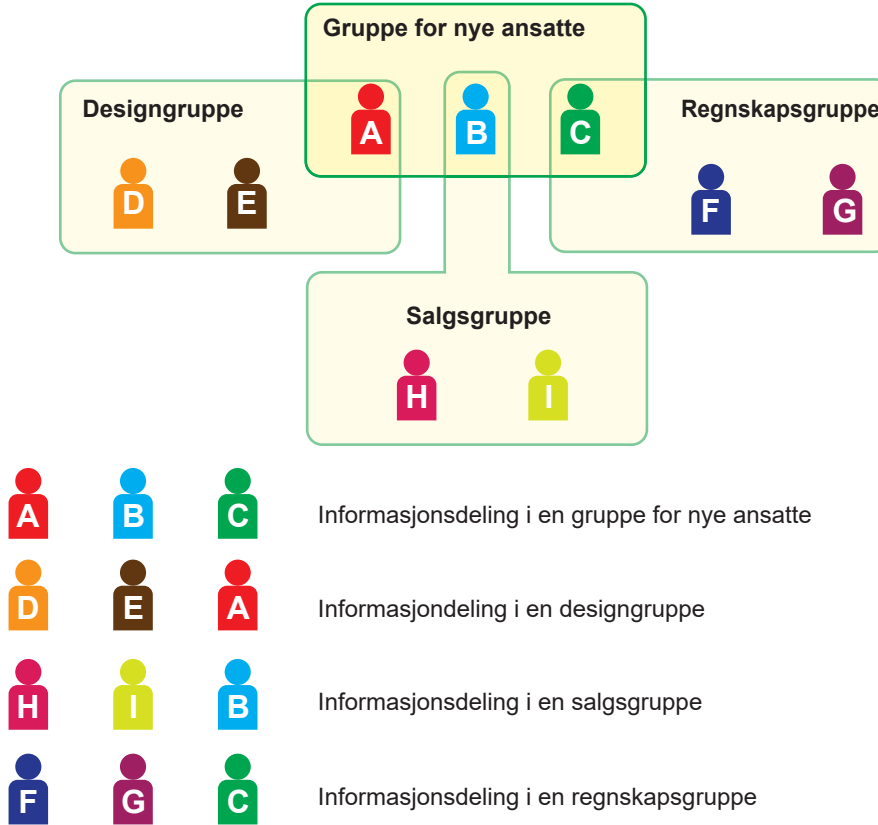 Gruppe for nye ansatte
Designgruppe
Regnskapsgruppe
A
B
C
D
E
F
G
Salgsgruppe
H
I
A B C Informasjonsdeling i en gruppe for nye ansatte
D E A Informasjondeling i en designgruppe
H I B Informasjonsdeling i en salgsgruppe
F G C Informasjonsdeling i en regnskapsgruppe